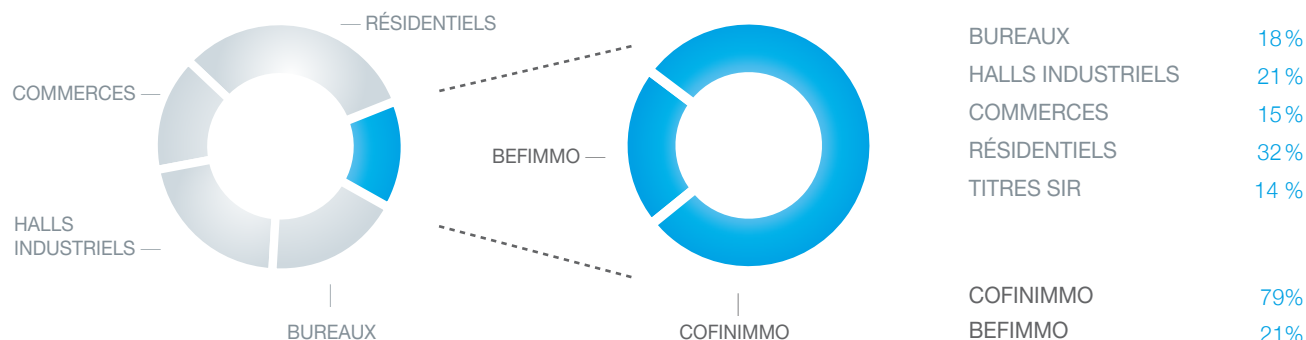 RÉSIDENTIELS
COMMERCES
HALLS
INDUSTRIELS
BUREAUX
BEFIMMO
COFINIMMO
BUREAUX 18%
HALLS INDUSTRIELS 21%
COMMERCES 15%
RÉSIDENTIELS 32%
TITRES SIR 14 %
COFINIMMO 79%
BEFIMMO 21%